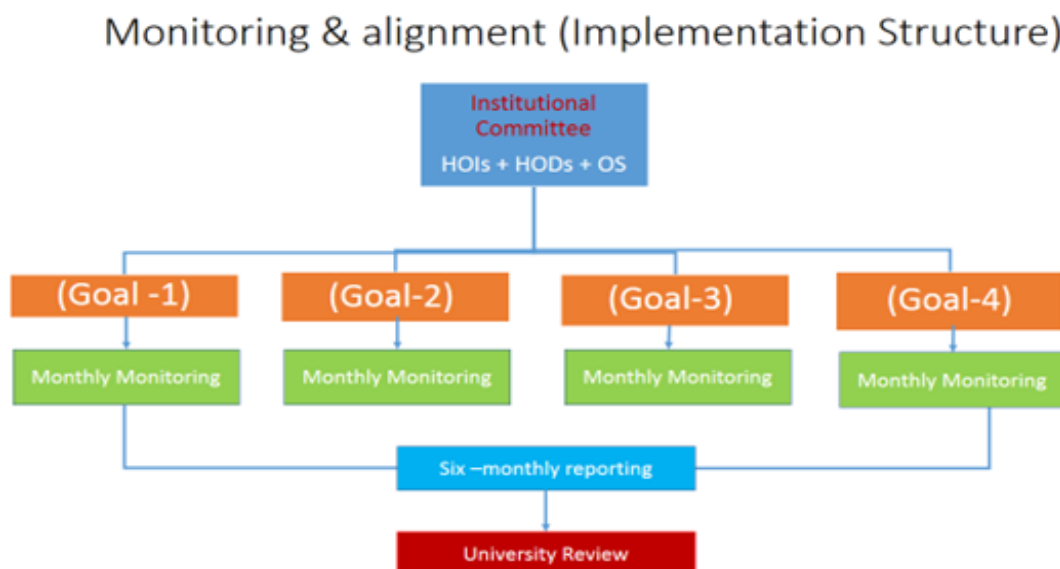 Monitoring & alignment (Implementation Structure)
Institutional
Committee
HOIs + HODs + OS
(Goal -1)
(Goal-2)
(Goal-3)
(Goal-4)
Monthly Monitoring
Monthly Monitoring
Monthly Monitoring
Monthly Monitoring
Six –monthly reporting
University Review